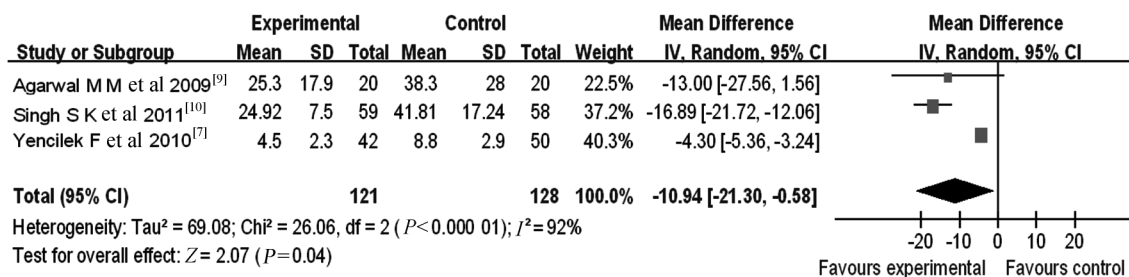 Experimental Control Mean Difference Mean Difference
Study or Subgroup Mean SD Total Mean SD Total Weight IV, Random, 95% CI IV, Random, 95% CI
Agarwal M M et al 2009[9] 25.3 17.9 20 38.3 28 20 22.5% -13.00 [-27.56, 1.56]
Singh S K et al 2011[10] 24.92 7.5 59 41.81 17.24 58 37.2% -16.89 [-21.72, -12.06]
Yencilek F et al 2010[7] 4.5 2.3 42 8.8 2.9 50 40.3% -4.30 [-5.36, -3.24]
Total (95% CI) 121 128 100.0% -10.94 [-21.30, -0.58]
Heterogeneity: Tau² = 69.08; Chi² = 26.06, df = 2 (P<0.000 01); I²=92%
Test for overall effect: Z = 2.07 (P=0.04)
-20 -10 0 10 20
Favours experimental Favours control